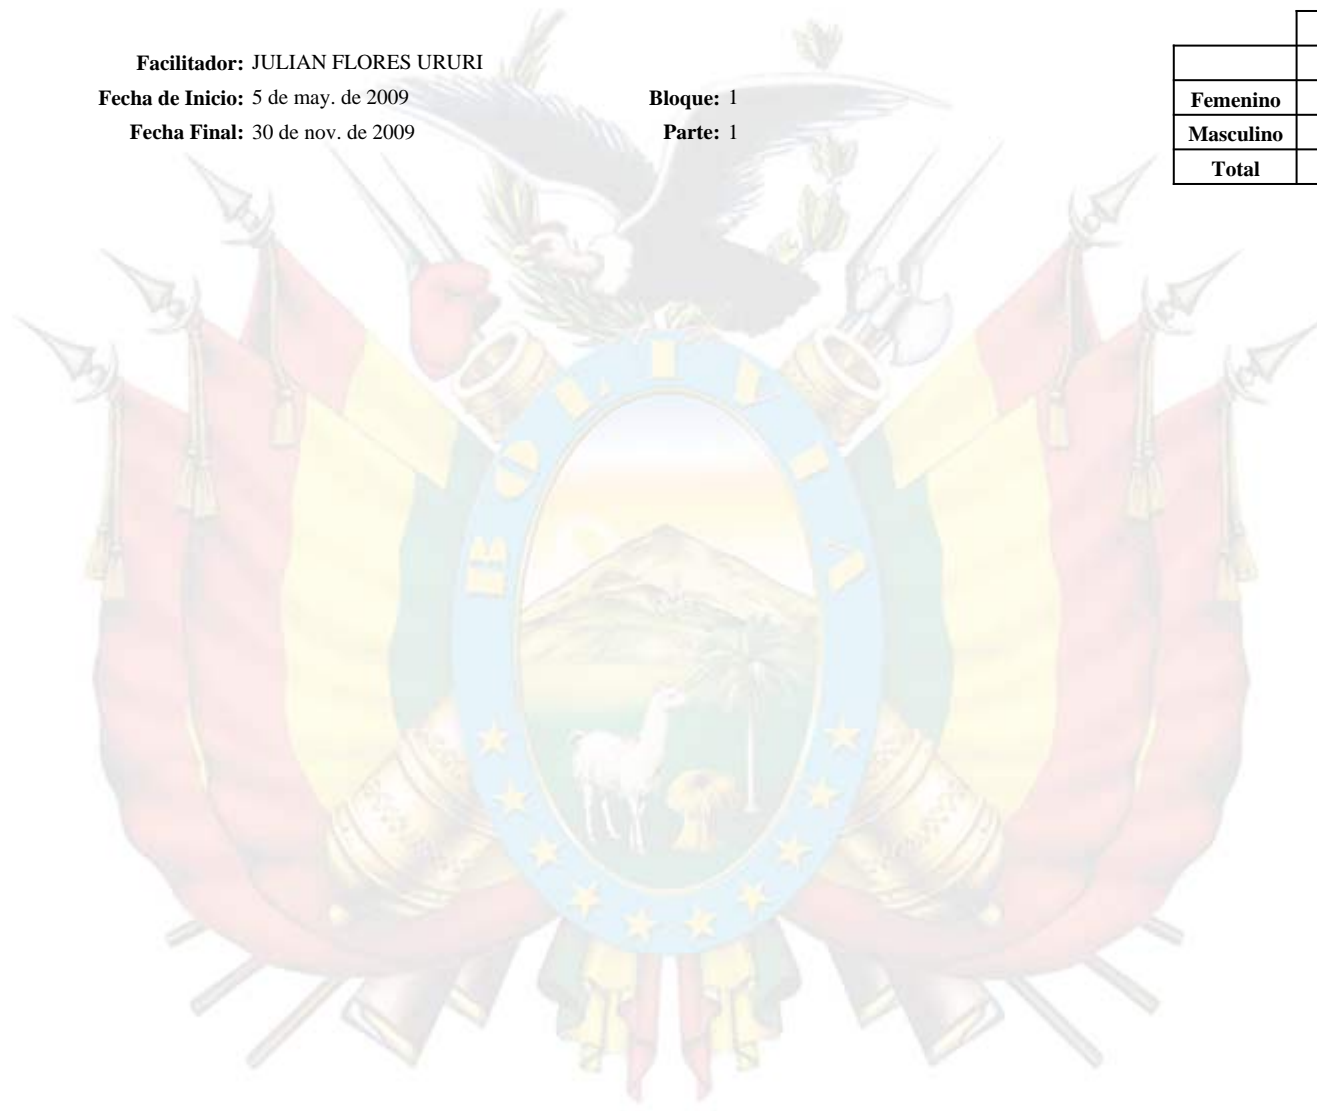 Facilitador: JULIAN FLORES URURI
Fecha de Inicio: 5 de may. de 2009
Bloque: 1
Fecha Final: 30 de nov. de 2009
Parte: 1
Femenino
Masculino
Total
BOLIVIA